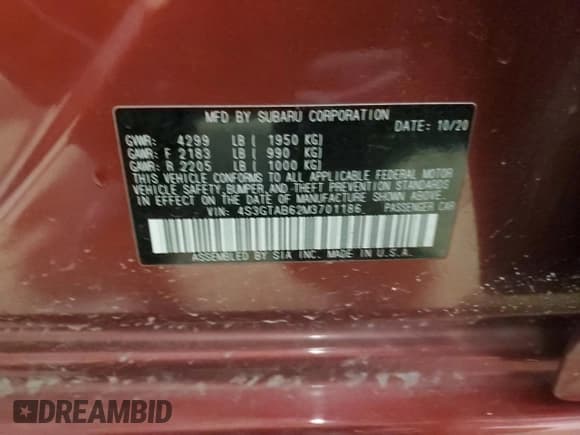 MFD BY SUBARU CORPORATION
DATE: 10/20
GVWR: 4299 LB ( 1950 KG)
GAWR: F 2183 LB ( 990 KG)
GAWR: R 2205 LB ( 1000 KG)
THIS VEHICLE CONFORMS TO ALL APPLICABLE FEDERAL MOTOR
VEHICLE SAFETY,BUMPER,AND THEFT PREVENTION STANDARDS
IN EFFECT ON THE DATE OF MANUFACTURE SHOWN ABOVE.
VIN: 4S3GTAB62M3701186 PASSENGER CAR
ASSEMBLED BY SIA INC. MADE IN U.S.A.
DREAMBID